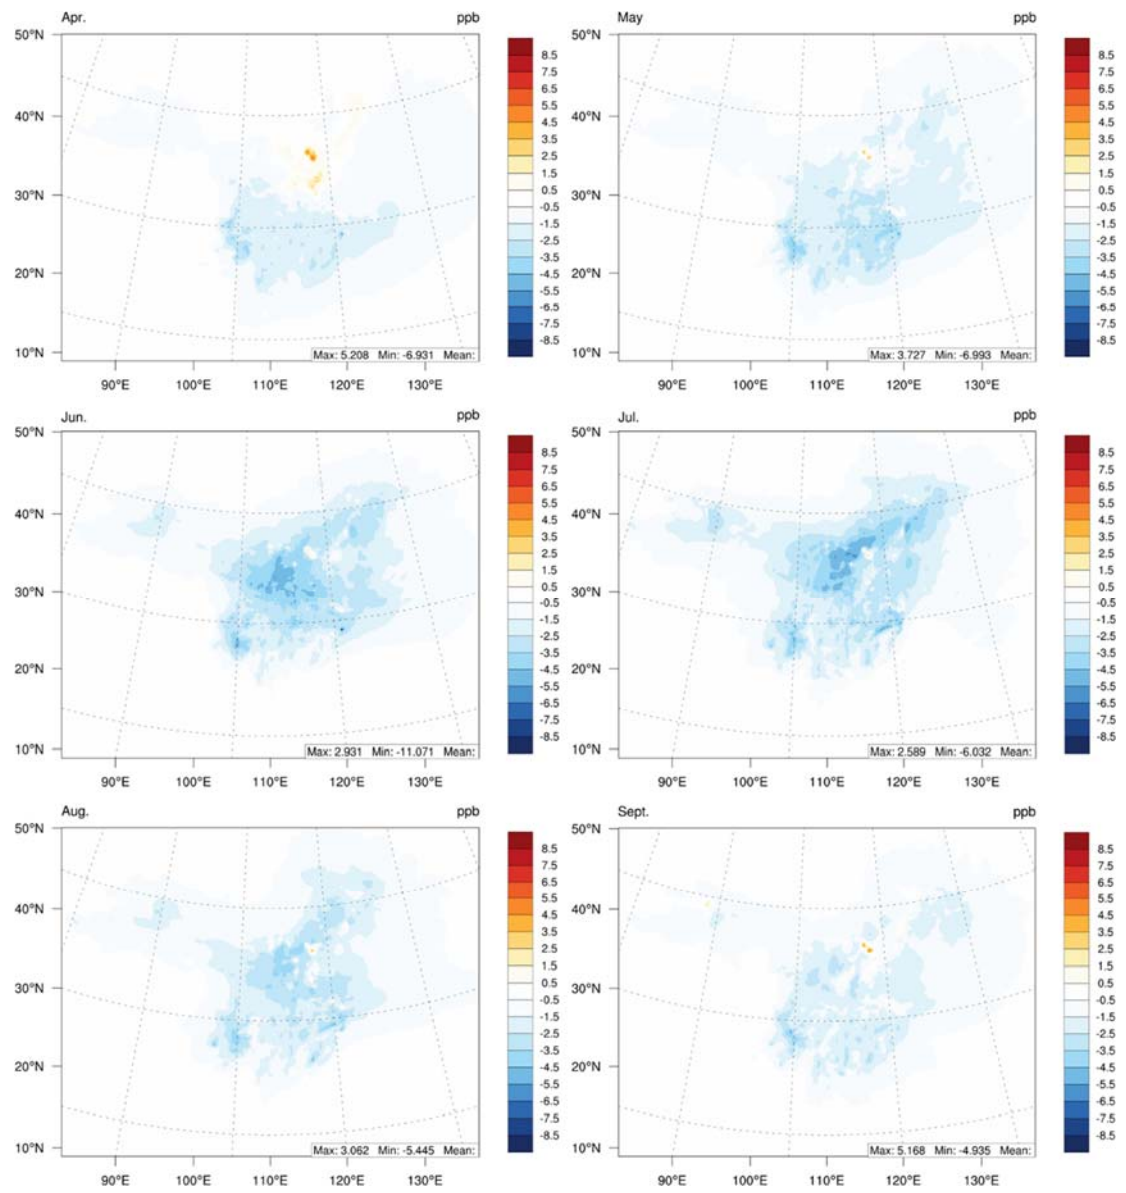 Apr. ppb
50°N
40°N
30°N
20°N
10°N
90°E 100°E 110°E 120°E 130°E
8.5
7.5
6.5
5.5
4.5
3.5
2.5
1.5
0.5
-0.5
-1.5
-2.5
-3.5
-4.5
-5.5
-6.5
-7.5
-8.5
Max: 5.208 Min: -6.931 Mean:
May ppb
50°N
40°N
30°N
20°N
10°N
90°E 100°E 110°E 120°E 130°E
8.5
7.5
6.5
5.5
4.5
3.5
2.5
1.5
0.5
-0.5
-1.5
-2.5
-3.5
-4.5
-5.5
-6.5
-7.5
-8.5
Max: 3.727 Min: -6.993 Mean:
Jun. ppb
50°N
40°N
30°N
20°N
10°N
90°E 100°E 110°E 120°E 130°E
8.5
7.5
6.5
5.5
4.5
3.5
2.5
1.5
0.5
-0.5
-1.5
-2.5
-3.5
-4.5
-5.5
-6.5
-7.5
-8.5
Max: 2.931 Min: -11.071 Mean:
Jul. ppb
50°N
40°N
30°N
20°N
10°N
90°E 100°E 110°E 120°E 130°E
8.5
7.5
6.5
5.5
4.5
3.5
2.5
1.5
0.5
-0.5
-1.5
-2.5
-3.5
-4.5
-5.5
-6.5
-7.5
-8.5
Max: 2.589 Min: -6.032 Mean:
Aug. ppb
50°N
40°N
30°N
20°N
10°N
90°E 100°E 110°E 120°E 130°E
8.5
7.5
6.5
5.5
4.5
3.5
2.5
1.5
0.5
-0.5
-1.5
-2.5
-3.5
-4.5
-5.5
-6.5
-7.5
-8.5
Max: 3.062 Min: -5.445 Mean:
Sept. ppb
50°N
40°N
30°N
20°N
10°N
90°E 100°E 110°E 120°E 130°E
8.5
7.5
6.5
5.5
4.5
3.5
2.5
1.5
0.5
-0.5
-1.5
-2.5
-3.5
-4.5
-5.5
-6.5
-7.5
-8.5
Max: 5.168 Min: -4.935 Mean: